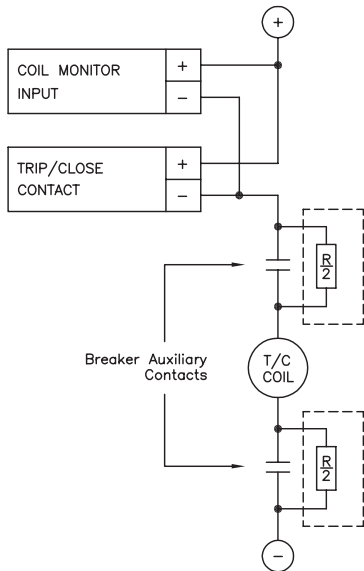 +
COIL MONITOR
INPUT
+
−
TRIP/CLOSE
CONTACT
+
−
R
2
Breaker Auxiliary
Contacts
T/C
COIL
R
2
−